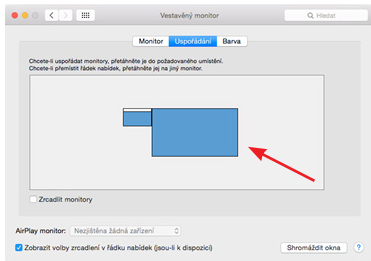 Vestavěný monitor
Hledat
Monitor Uspořádání Barva
Chcete-li uspořádat monitory, přetáhněte je do požadovaného umístění.
Chcete-li přemístit řádek nabídek, přetáhněte jej na jiný monitor.
Zrcadlit monitory
AirPlay monitor: Nezjištěna žádná zařízení
Zobrazit volby zrcadlení v řádku nabídek (jsou-li k dispozici) Shromáždit okna ?